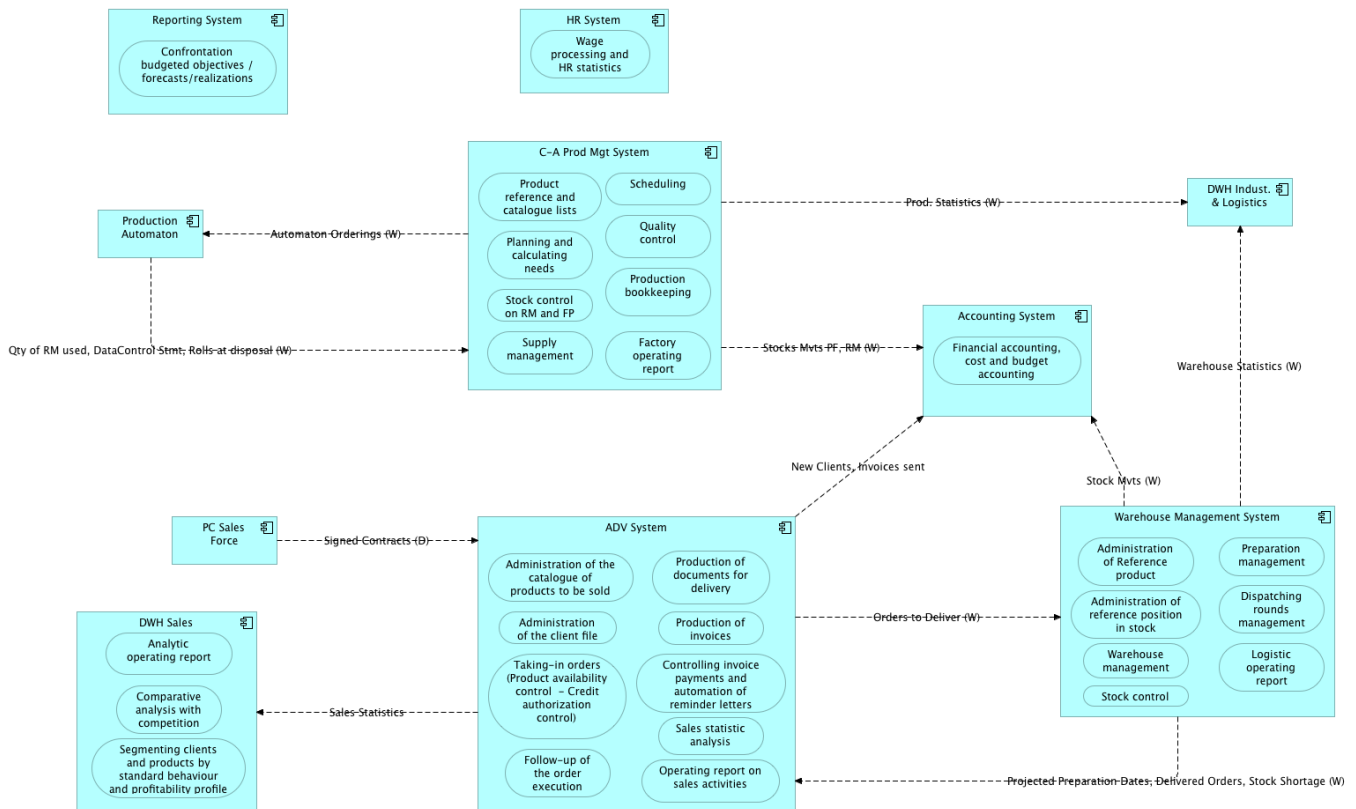 Reporting System
Confrontation
budgeted objectives /
forecasts/realizations
HR System
Wage
processing and
HR statistics
C-A Prod Mgt System
Product
reference and
catalogue lists
Scheduling
Planning and
calculating
needs
Quality
control
Stock control
on RM and FP
Production
bookkeeping
Supply
management
Factory
operating
report
Prod. Statistics (W)
DWH Indust.
& Logistics
Production
Automaton
Automaton Orderings (W)
Qty of RM used, DataControl Stmt, Rolls at disposal (W)
Stocks Mvts PF, RM (W)
Accounting System
Financial accounting,
cost and budget
accounting
Warehouse Statistics (W)
New Clients, Invoices sent
Stock Mvts (W)
PC Sales
Force
Signed Contracts (D)
ADV System
Administration of the
catalogue of
products to be sold
Production of
documents for
delivery
Administration
of the client file
Production of
invoices
Taking-in orders
(Product availability
control - Credit
authorization
control)
Controlling invoice
payments and
automation of
reminder letters
Sales statistic
analysis
Follow-up of
the order
execution
Operating report on
sales activities
Orders to Deliver (W)
Warehouse Management System
Administration
of Reference
product
Preparation
management
Administration of
reference position
in stock
Dispatching
rounds
management
Warehouse
management
Logistic
operating
report
Stock control
DWH Sales
Analytic
operating report
Comparative
analysis with
competition
Segmenting clients
and products by
standard behaviour
and profitability profile
Sales Statistics
Projected Preparation Dates, Delivered Orders, Stock Shortage (W)